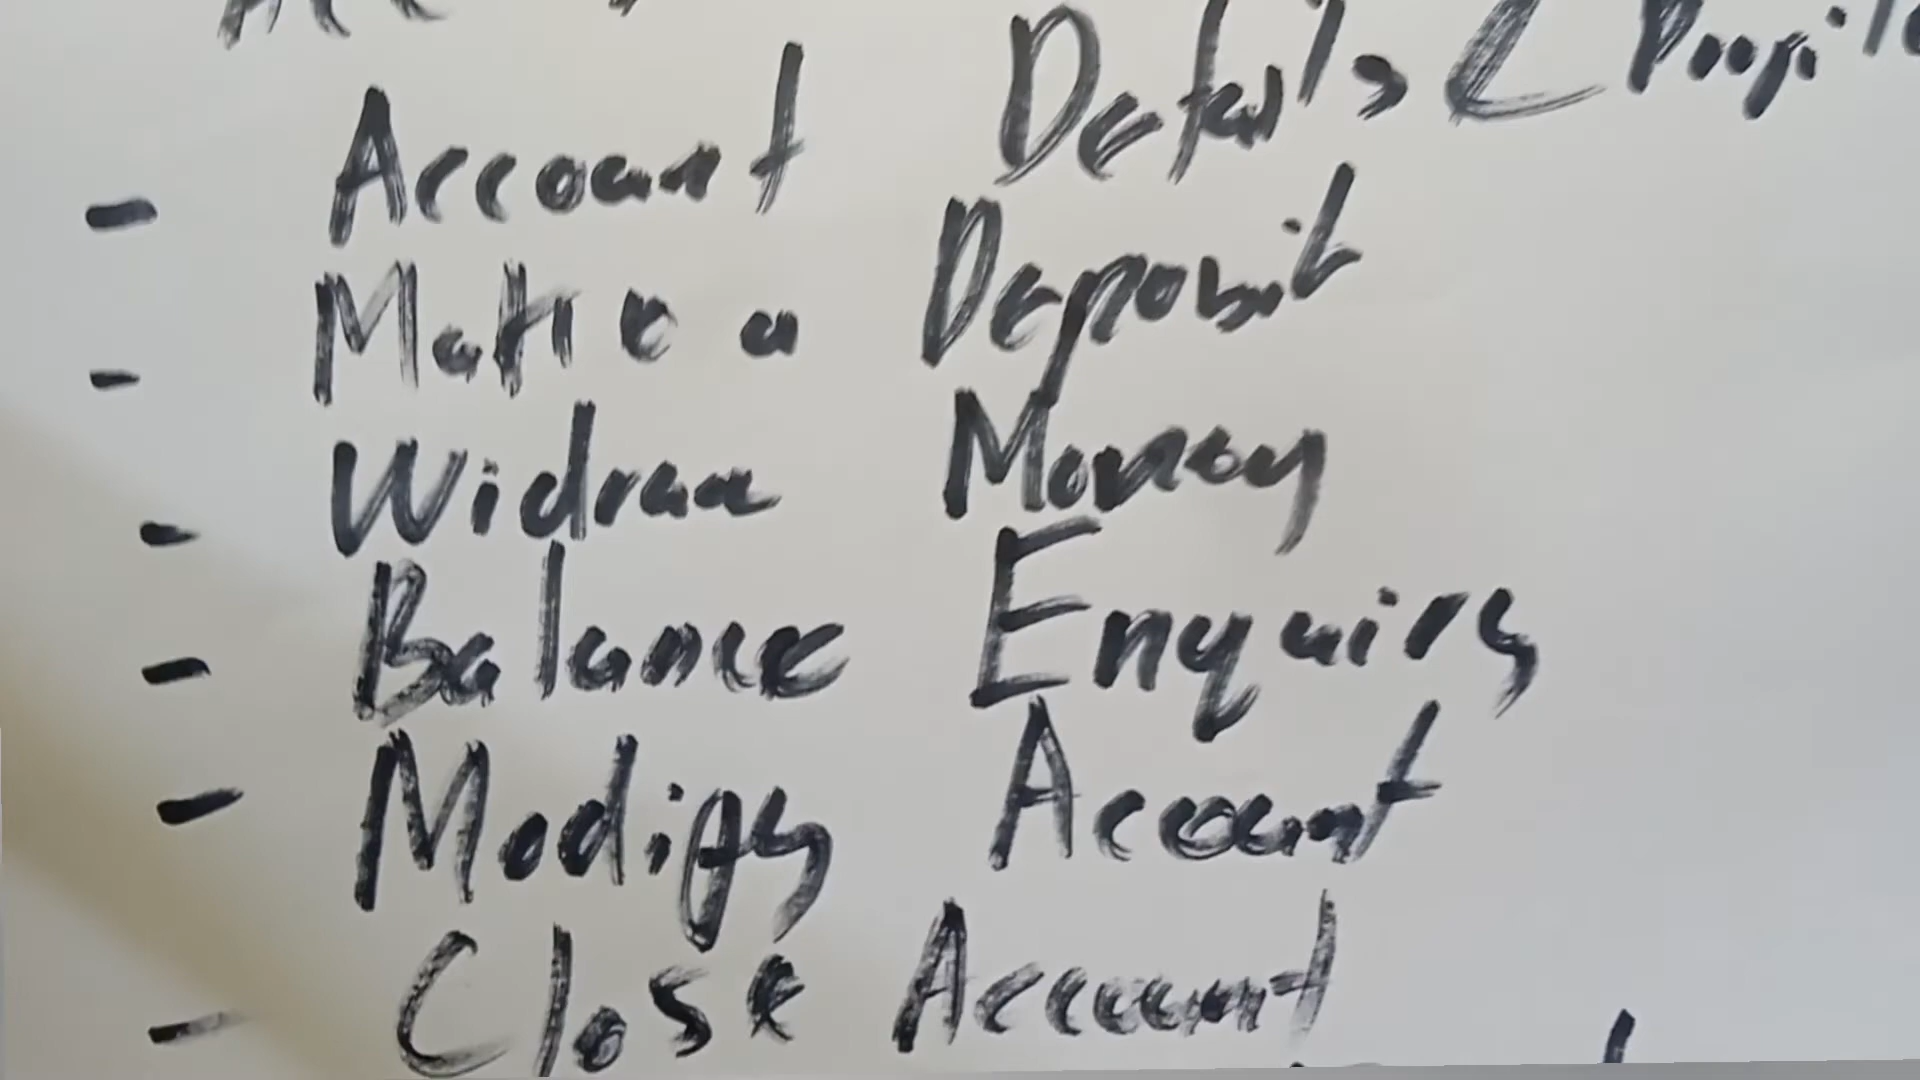 - Account Details < Profile
- Make a Deposit
- Widraw Money
- Balance Enquiry
- Modify Account
- Close Account